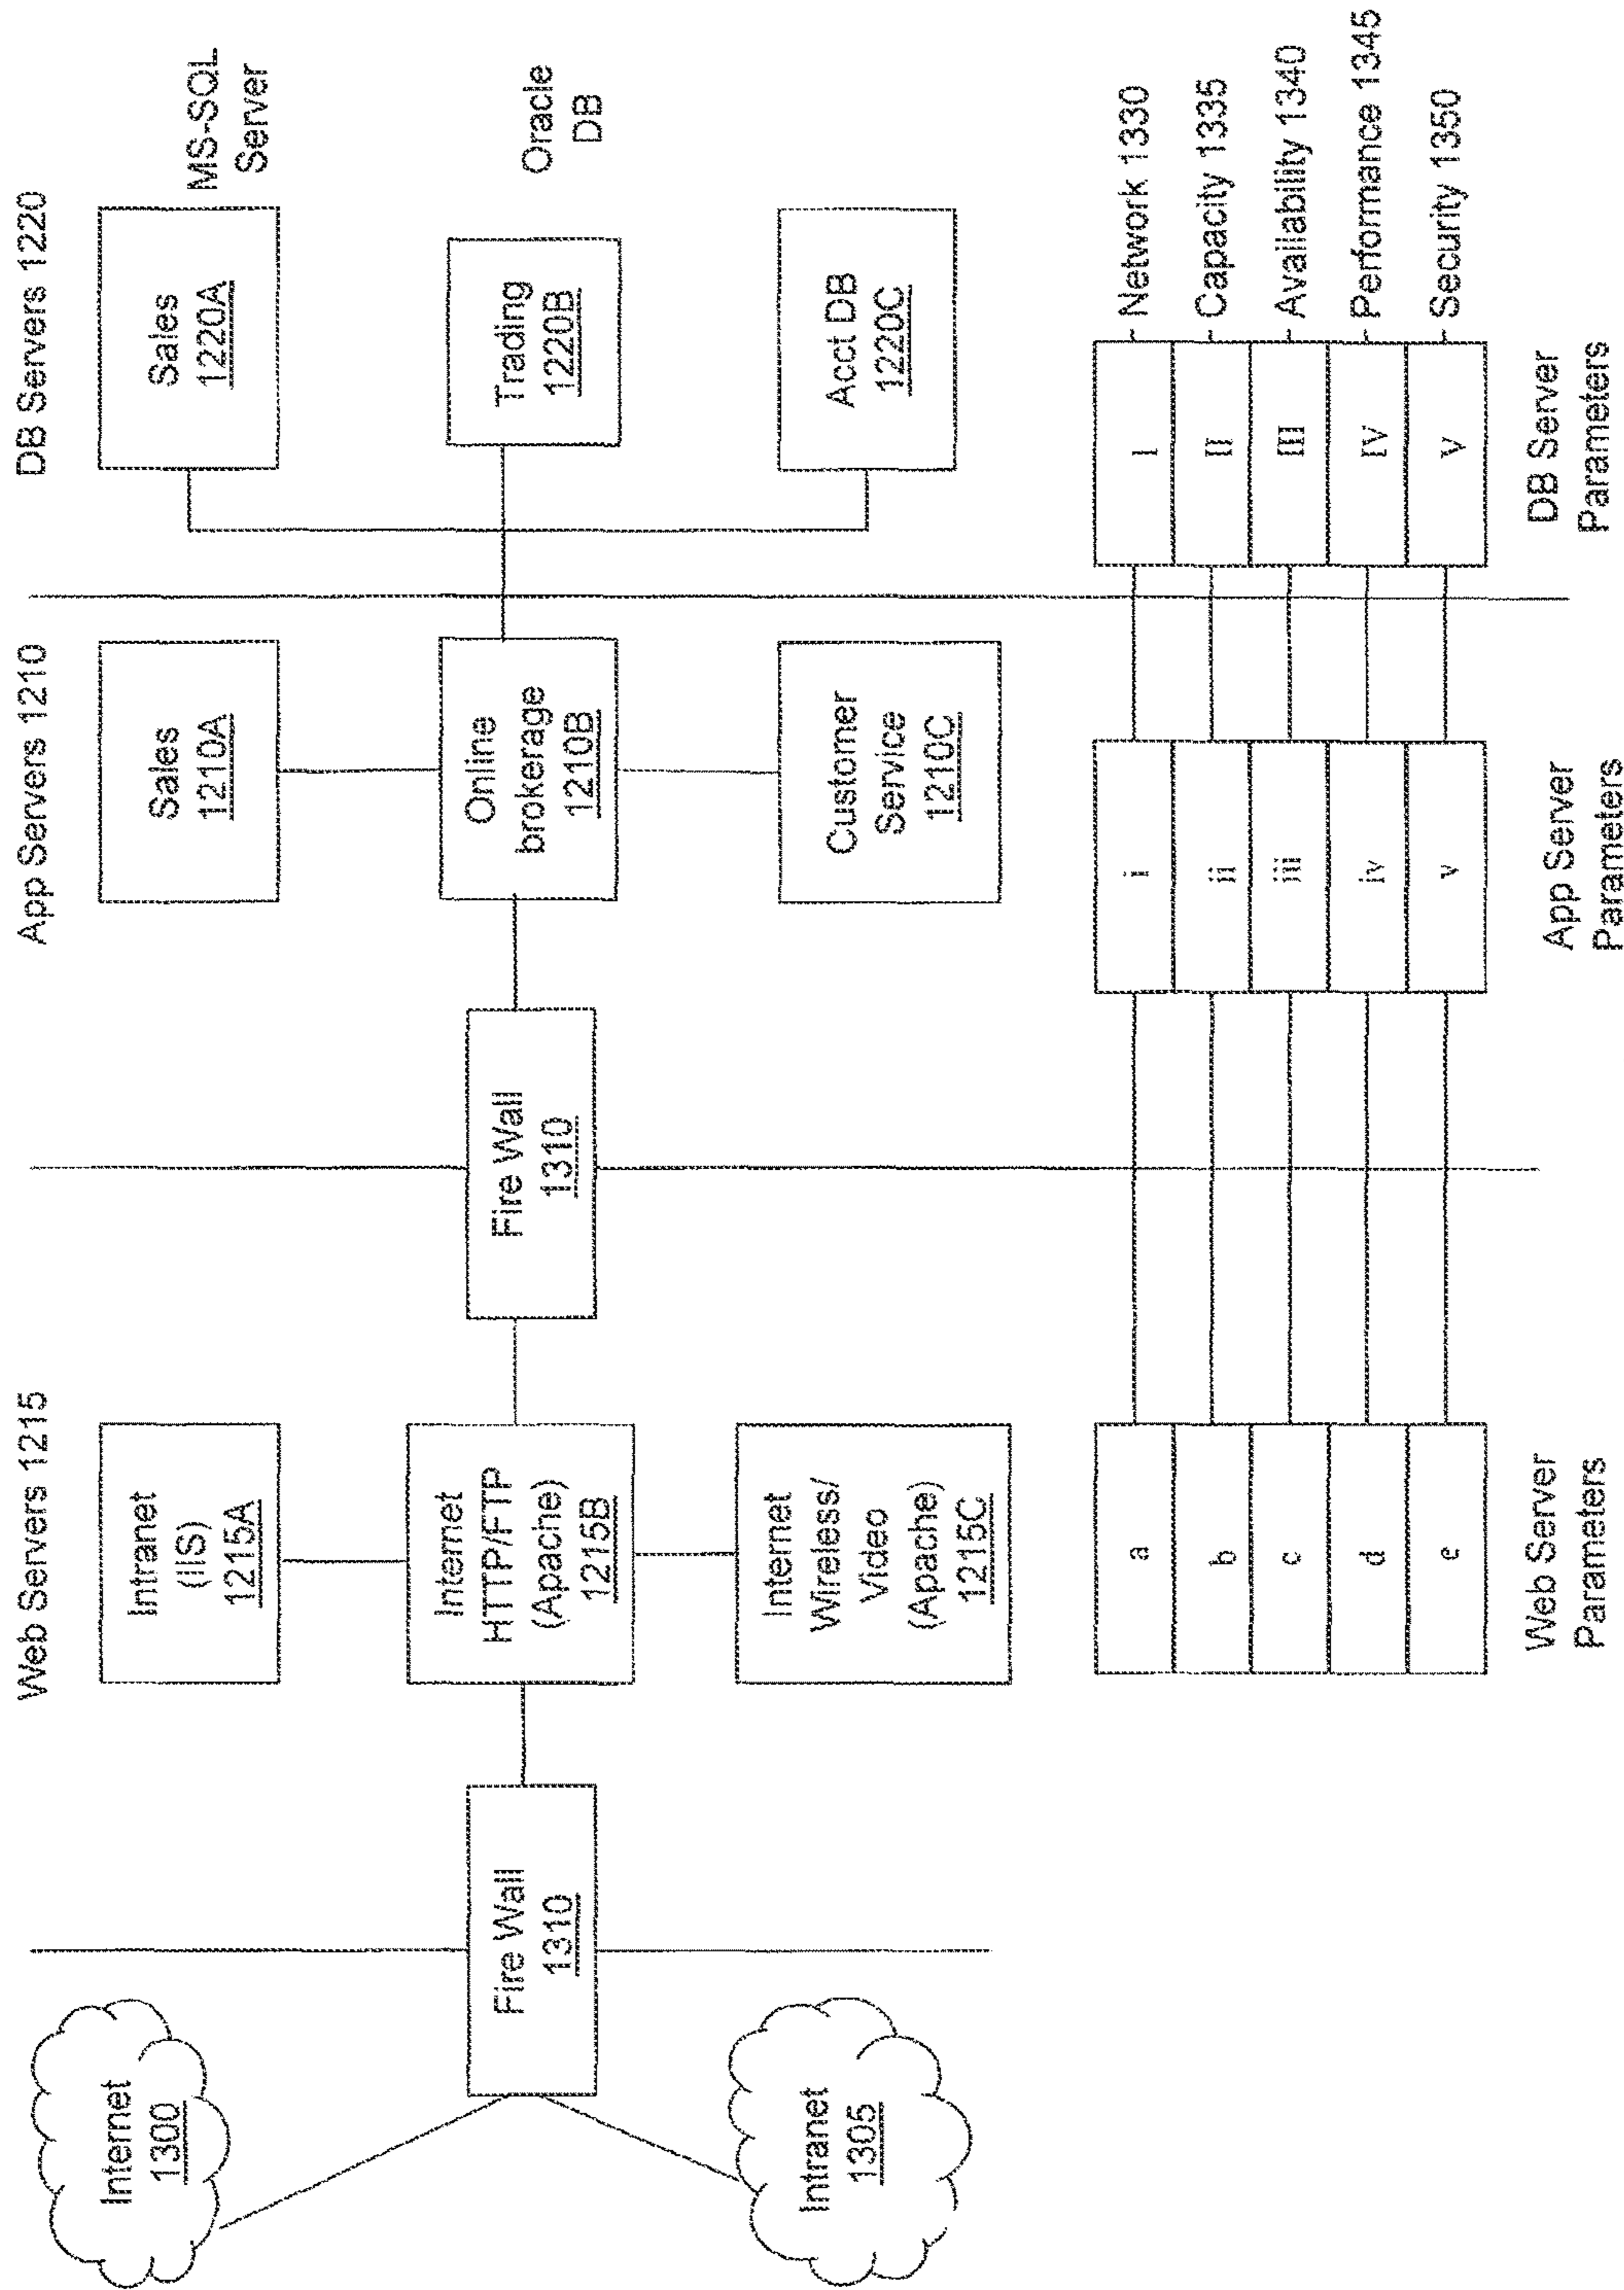 Web Servers 1215
App Servers 1210
DB Servers 1220
Internet
1300
Intranet
1305
Fire Wall
1310
Intranet
(IIS)
1215A
Internet
HTTP/FTP
(Apache)
1215B
Internet
Wireless/
Video
(Apache)
1215C
Fire Wall
1310
Sales
1210A
Online
brokerage
1210B
Customer
Service
1210C
Sales
1220A
Trading
1220B
Acct DB
1220C
MS-SQL
Server
Oracle
DB
a
i
I
Network 1330
b
ii
II
Capacity 1335
c
iii
III
Availability 1340
d
iv
IV
Performance 1345
e
v
V
Security 1350
Web Server
Parameters
App Server
Parameters
DB Server
Parameters